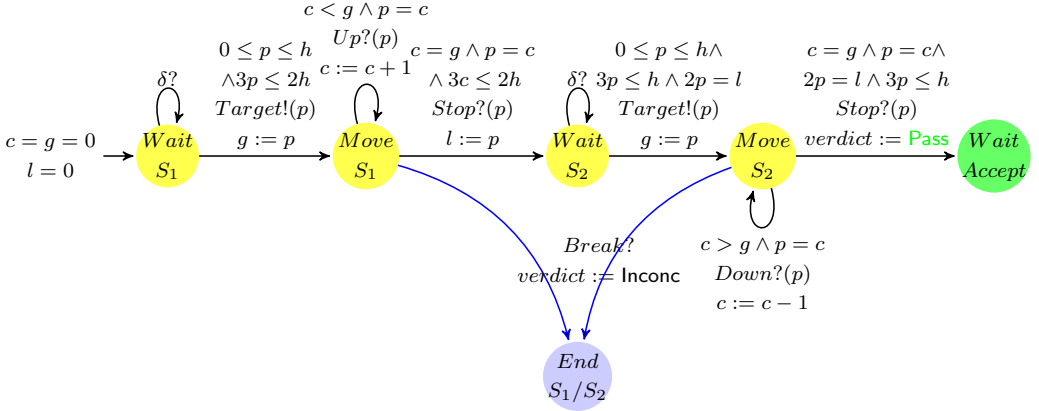 c = g = 0
l = 0
δ?
Wait
S₁
0 ≤ p ≤ h
∧3p ≤ 2h
Target!(p)
g := p
c < g ∧ p = c
Up?(p)
c := c + 1
Move
S₁
c = g ∧ p = c
∧ 3c ≤ 2h
Stop?(p)
l := p
δ?
Wait
S₂
0 ≤ p ≤ h∧
3p ≤ h ∧ 2p = l
Target!(p)
g := p
Move
S₂
c = g ∧ p = c∧
2p = l ∧ 3p ≤ h
Stop?(p)
verdict := Pass
Wait
Accept
Break?
verdict := Inconc
c > g ∧ p = c
Down?(p)
c := c − 1
End
S₁/S₂